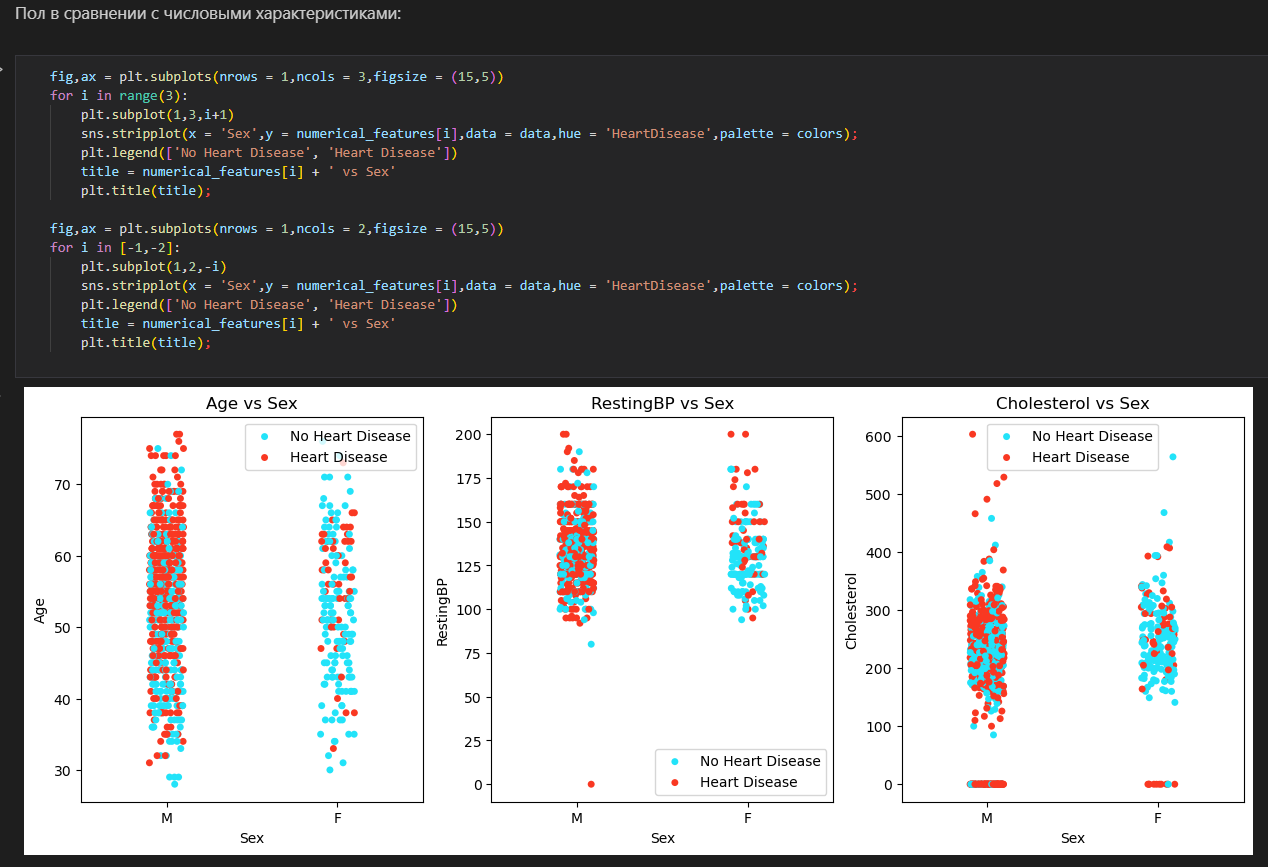 Пол в сравнении с числовыми характеристиками:
fig,ax = plt.subplots(nrows = 1,ncols = 3,figsize = (15,5))
for i in range(3):
    plt.subplot(1,3,i+1)
    sns.stripplot(x = 'Sex',y = numerical_features[i],data = data,hue = 'HeartDisease',palette = colors);
    plt.legend(['No Heart Disease', 'Heart Disease'])
    title = numerical_features[i] + ' vs Sex'
    plt.title(title);
fig,ax = plt.subplots(nrows = 1,ncols = 2,figsize = (15,5))
for i in [-1,-2]:
    plt.subplot(1,2,-i)
    sns.stripplot(x = 'Sex',y = numerical_features[i],data = data,hue = 'HeartDisease',palette = colors);
    plt.legend(['No Heart Disease', 'Heart Disease'])
    title = numerical_features[i] + ' vs Sex'
    plt.title(title);
Age vs Sex
No Heart Disease
Heart Disease
70
60
50
40
30
Age
M
F
Sex
RestingBP vs Sex
200
175
150
125
100
75
50
25
0
RestingBP
No Heart Disease
Heart Disease
M
F
Sex
Cholesterol vs Sex
No Heart Disease
Heart Disease
600
500
400
300
200
100
0
Cholesterol
M
F
Sex